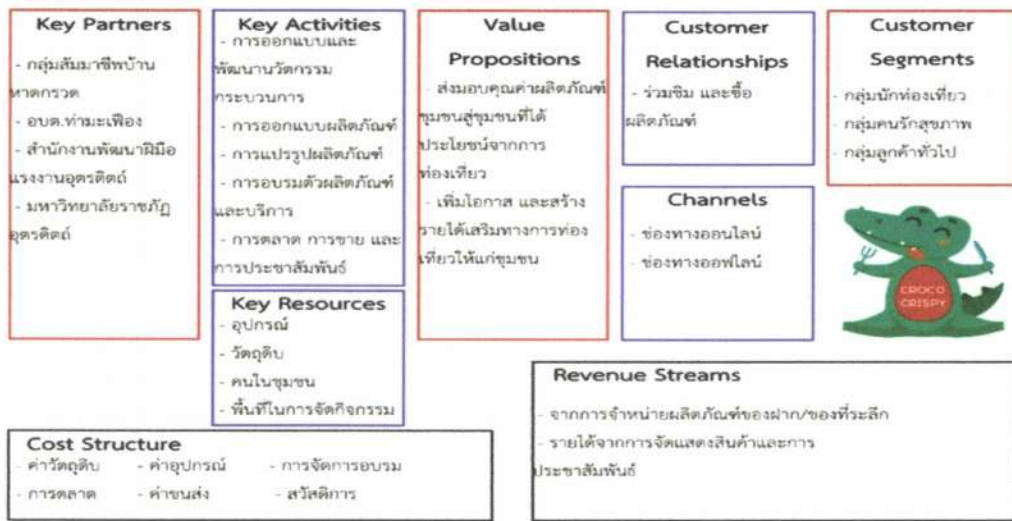 Key Partners
- กลุ่มสัมมาชีพบ้าน
หาดกรวด
- อบต.ท่ามะเฟือง
- สำนักงานพัฒนาฝีมือ
แรงงานอุตรดิตถ์
- มหาวิทยาลัยราชภัฏ
อุตรดิตถ์
Key Activities
- การออกแบบและ
พัฒนานวัตกรรม
กระบวนการ
- การออกแบบผลิตภัณฑ์
- การแปรรูปผลิตภัณฑ์
- การอบรมตัวผลิตภัณฑ์
และบริการ
- การตลาด การขาย และ
การประชาสัมพันธ์
Key Resources
- อุปกรณ์
- วัตถุดิบ
- คนในชุมชน
- พื้นที่ในการจัดกิจกรรม
Value
Propositions
- ส่งมอบคุณค่าผลิตภัณฑ์
ชุมชนสู่ชุมชนที่ได้
ประโยชน์จากการ
ท่องเที่ยว
- เพิ่มโอกาส และสร้าง
รายได้เสริมทางการท่อง
เที่ยวให้แก่ชุมชน
Customer
Relationships
- ร่วมชิม และซื้อ
ผลิตภัณฑ์
Channels
- ช่องทางออนไลน์
- ช่องทางออฟไลน์
Customer
Segments
- กลุ่มนักท่องเที่ยว
- กลุ่มคนรักสุขภาพ
- กลุ่มลูกค้าทั่วไป
CROCO
CRISPY
Cost Structure
- ค่าวัตถุดิบ - ค่าอุปกรณ์ - การจัดการอบรม
- การตลาด - ค่าขนส่ง - สวัสดิการ
Revenue Streams
- จากการจำหน่ายผลิตภัณฑ์ของฝาก/ของที่ระลึก
- รายได้จากการจัดแสดงสินค้าและการ
ประชาสัมพันธ์